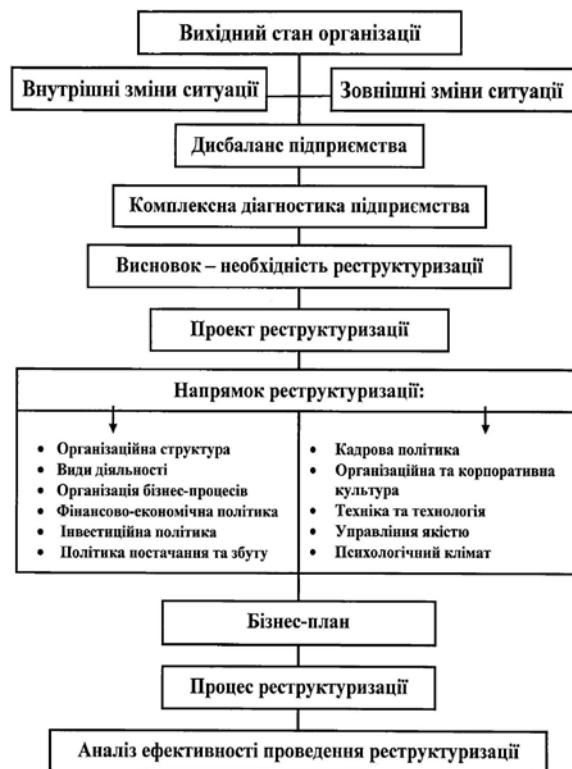 Вихідний стан організації
Внутрішні зміни ситуації
Зовнішні зміни ситуації
Дисбаланс підприємства
Комплексна діагностика підприємства
Висновок – необхідність реструктуризації
Проект реструктуризації
Напрямок реструктуризації:
• Організаційна структура
• Види діяльності
• Організація бізнес-процесів
• Фінансово-економічна політика
• Інвестиційна політика
• Політика постачання та збуту
• Кадрова політика
• Організаційна та корпоративна
культура
• Техніка та технологія
• Управління якістю
• Психологічний клімат
Бізнес-план
Процес реструктуризації
Аналіз ефективності проведення реструктуризації